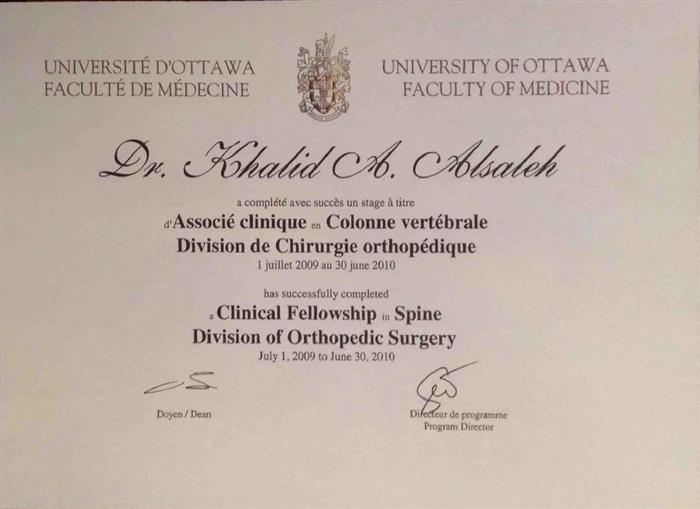 UNIVERSITÉ D'OTTAWA
FACULTÉ DE MÉDECINE
UNIVERSITY OF OTTAWA
FACULTY OF MEDICINE
Dr. Khalid A. Alsaleh
a complété avec succès un stage à titre
d'Associé clinique en Colonne vertébrale
Division de Chirurgie orthopédique
1 juillet 2009 au 30 june 2010
has successfully completed
a Clinical Fellowship in Spine
Division of Orthopedic Surgery
July 1, 2009 to June 30, 2010
Doyen / Dean
Directeur de programme
Program Director